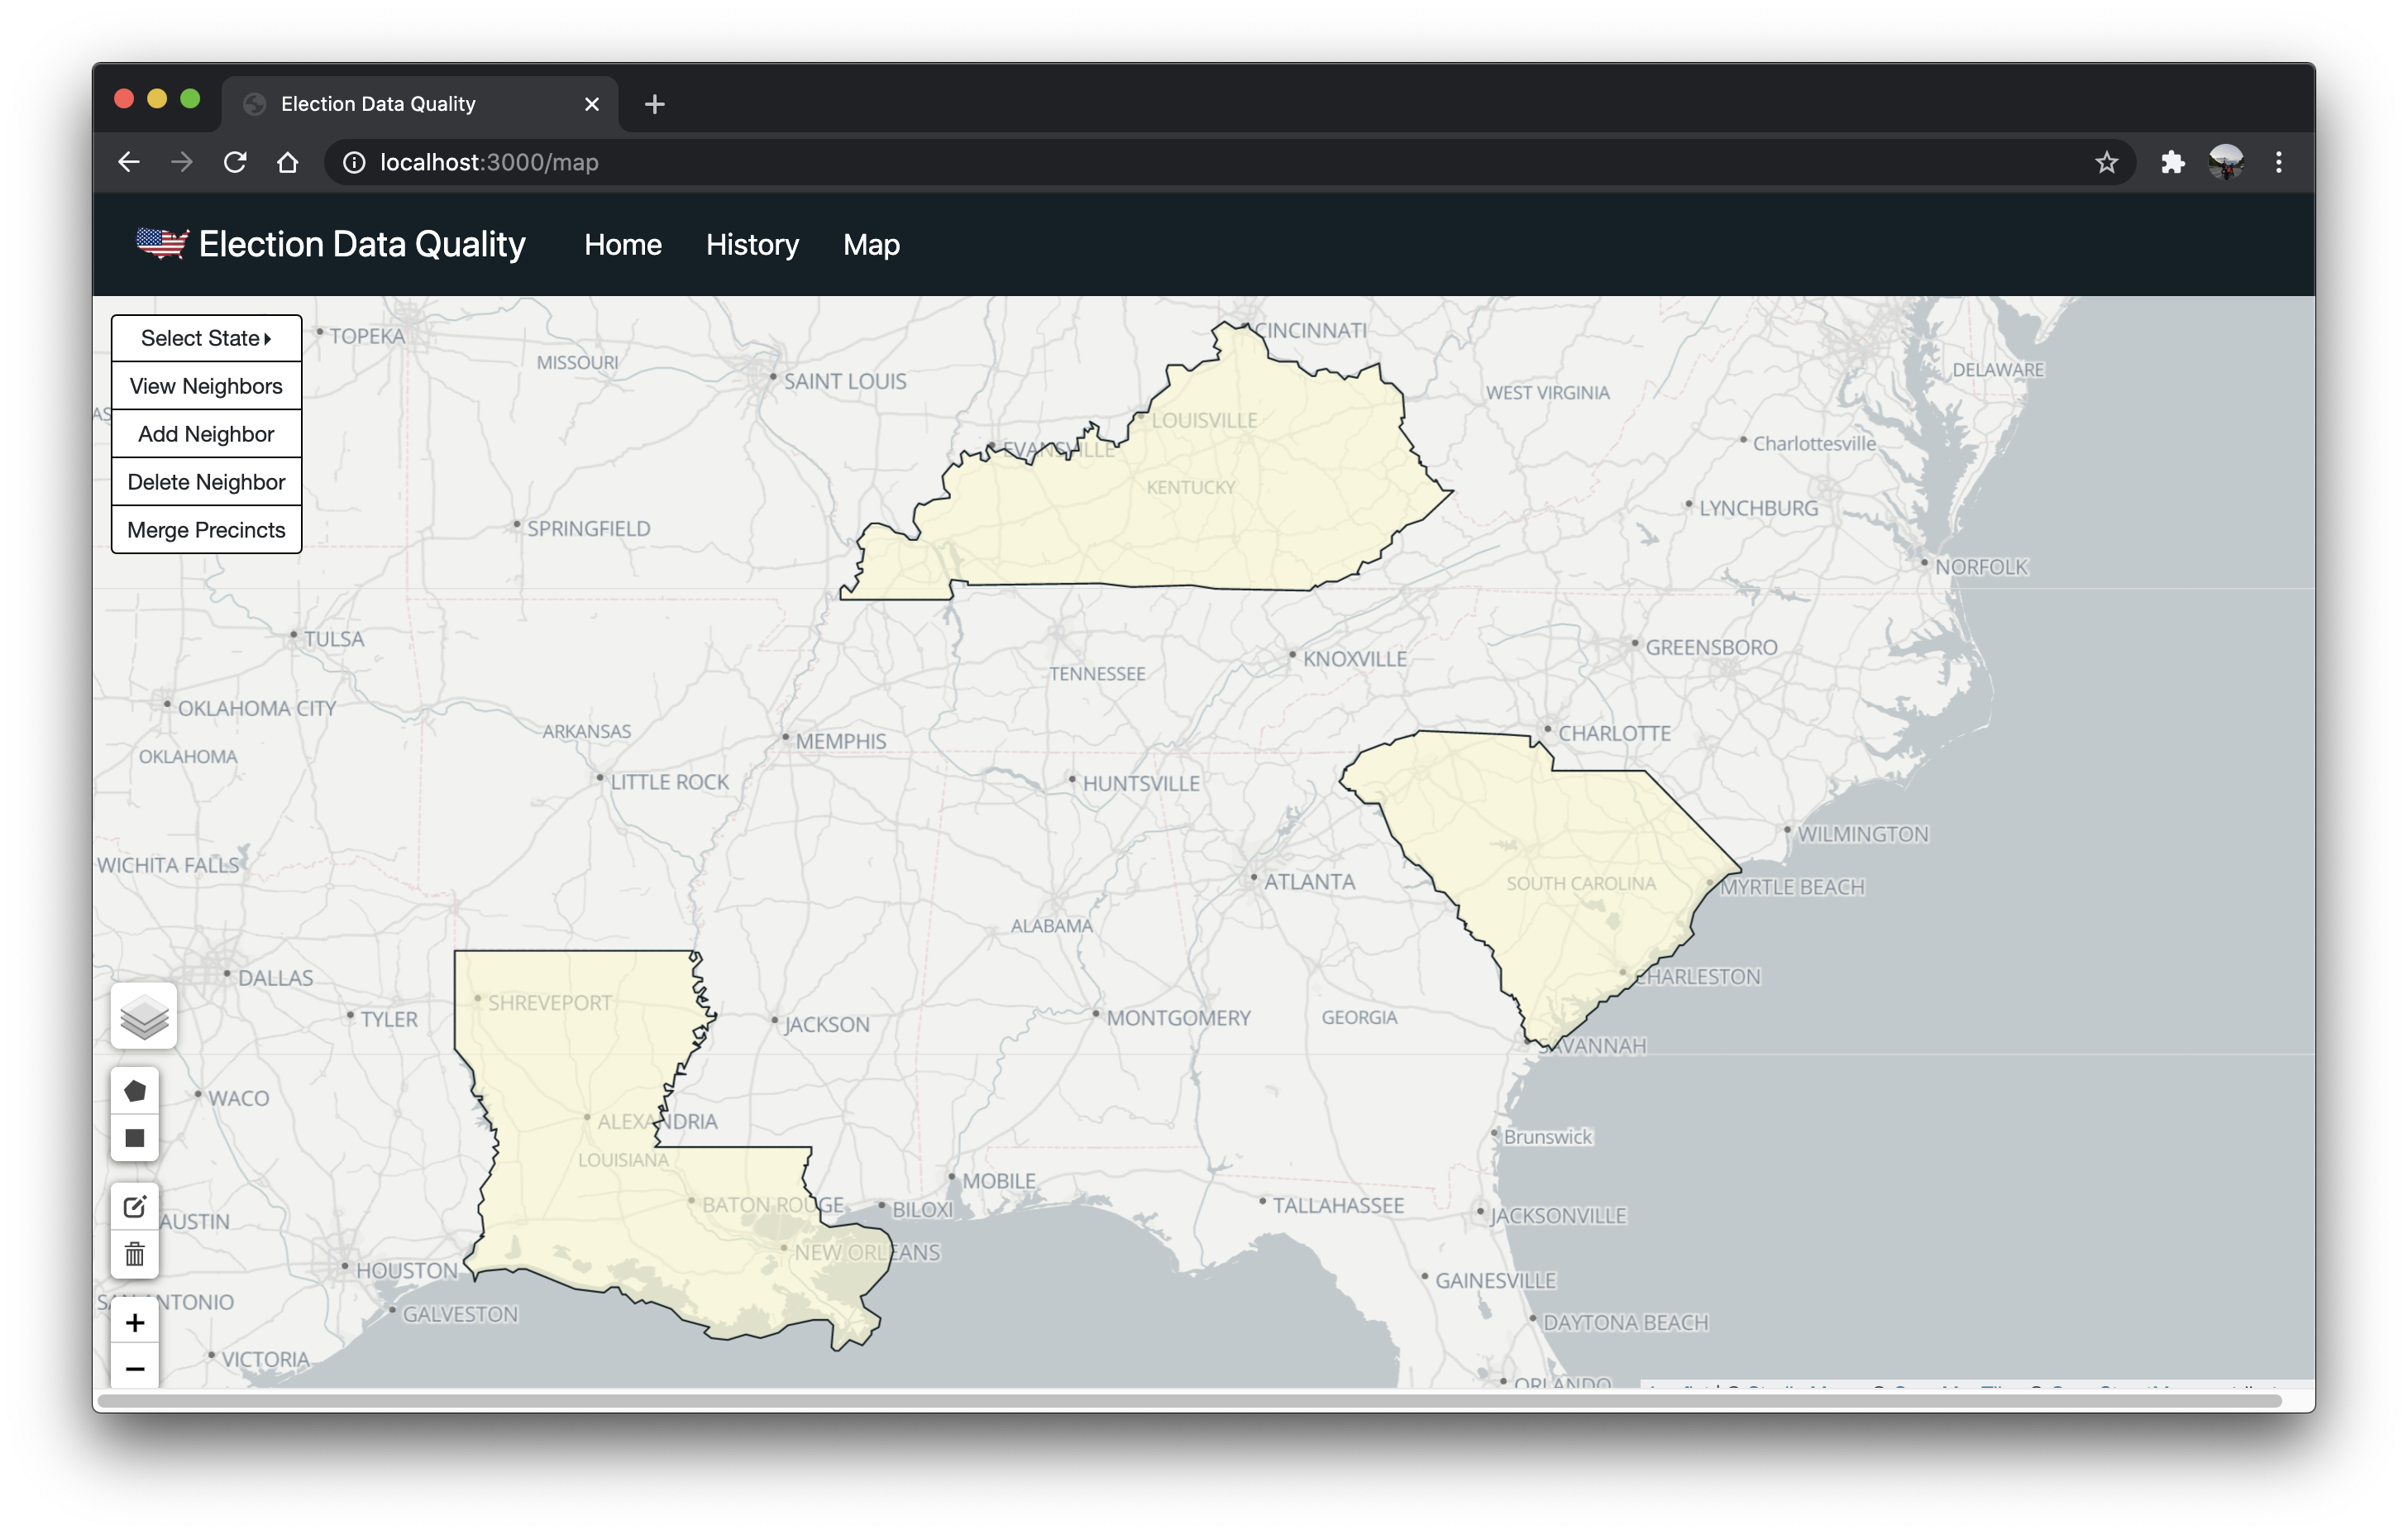 Election Data Quality
localhost:3000/map
Election Data Quality Home History Map
Select State
View Neighbors
Add Neighbor
Delete Neighbor
Merge Precincts
TOPEKA
MISSOURI
SAINT LOUIS
CINCINNATI
WEST VIRGINIA
DELAWARE
LOUISVILLE
EVANSVILLE
Charlottesville
KENTUCKY
LYNCHBURG
SPRINGFIELD
NORFOLK
TULSA
GREENSBORO
KNOXVILLE
TENNESSEE
OKLAHOMA CITY
ARKANSAS
MEMPHIS
CHARLOTTE
OKLAHOMA
LITTLE ROCK
HUNTSVILLE
WILMINGTON
WICHITA FALLS
ATLANTA
SOUTH CAROLINA
MYRTLE BEACH
ALABAMA
DALLAS
CHARLESTON
SHREVEPORT
TYLER
JACKSON
MONTGOMERY
GEORGIA
SAVANNAH
WACO
ALEXANDRIA
Brunswick
LOUISIANA
MOBILE
BATON ROUGE
BILOXI
TALLAHASSEE
AUSTIN
JACKSONVILLE
NEW ORLEANS
HOUSTON
GAINESVILLE
GALVESTON
DAYTONA BEACH
VICTORIA
ORLANDO